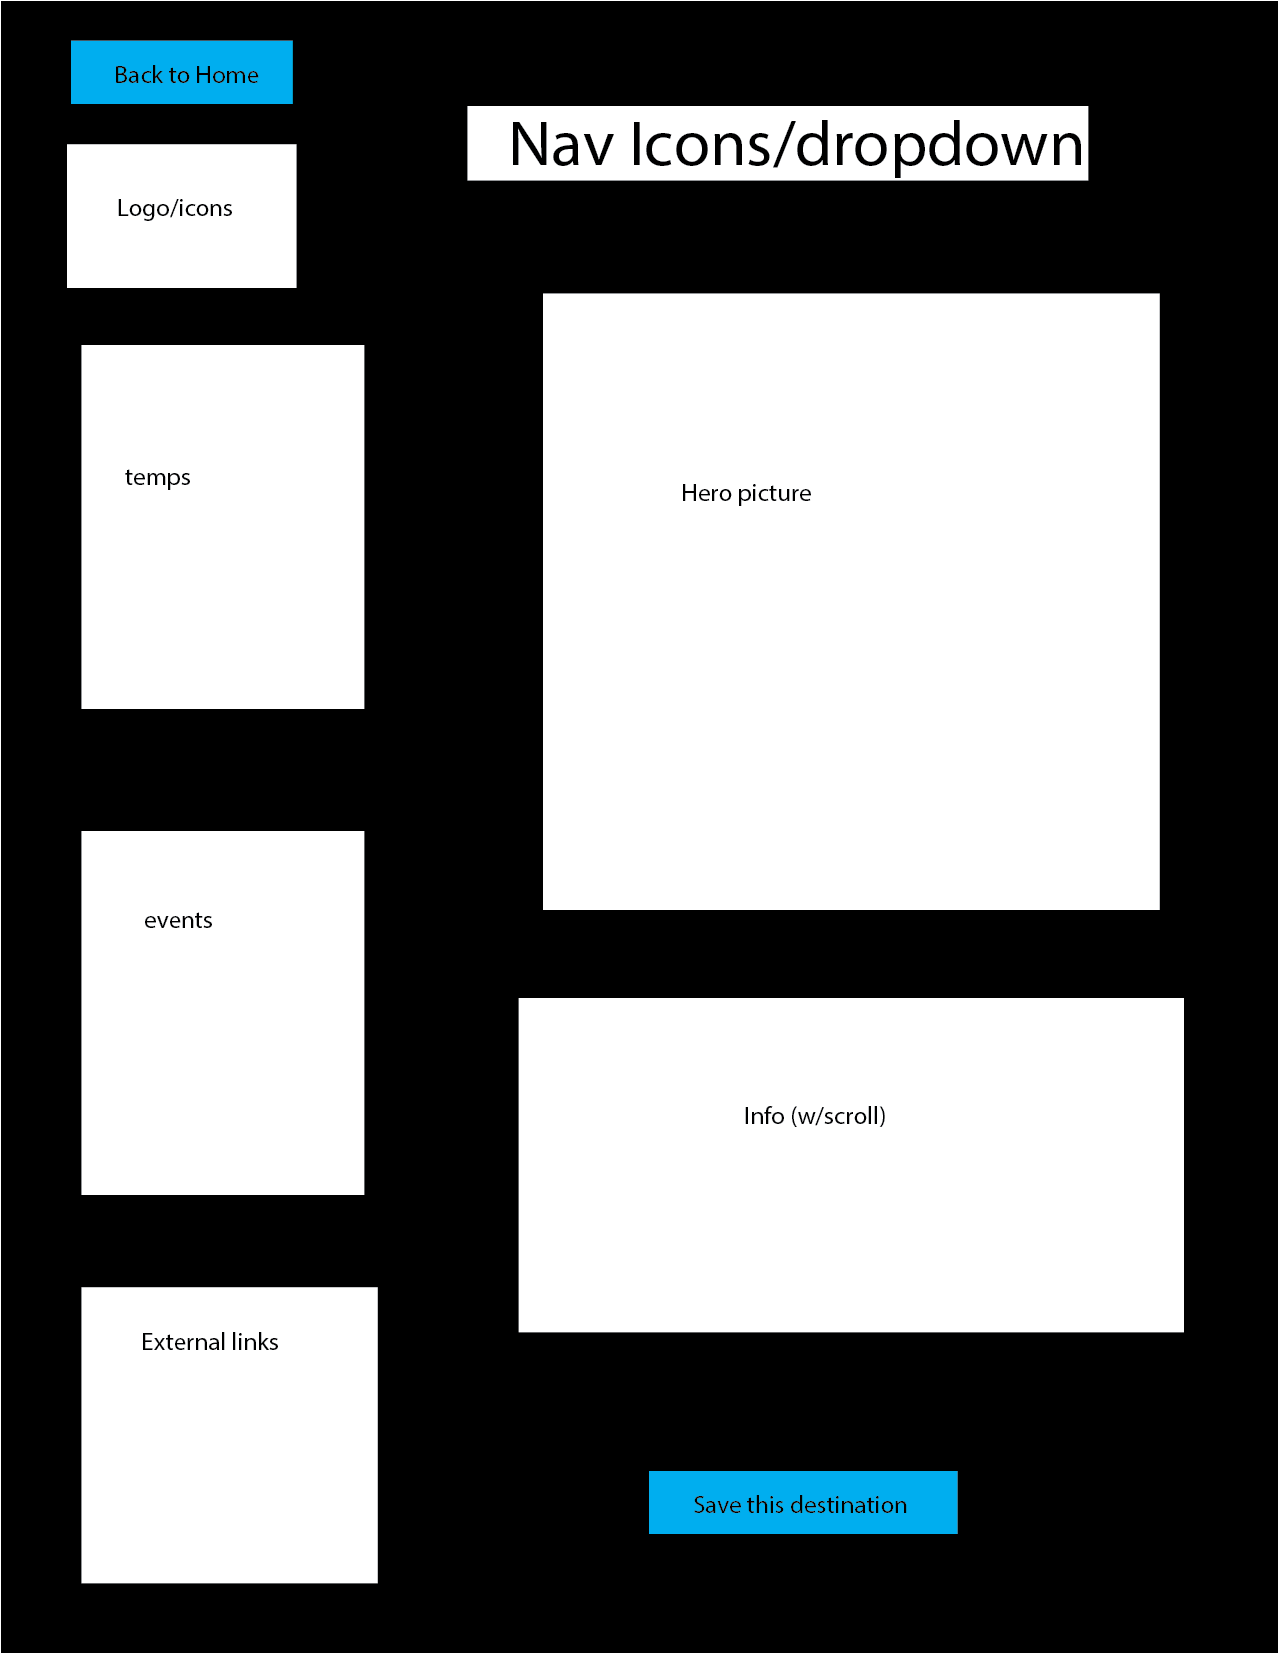 Back to Home
Nav Icons/dropdown
Logo/icons
temps
Hero picture
events
Info (w/scroll)
External links
Save this destination